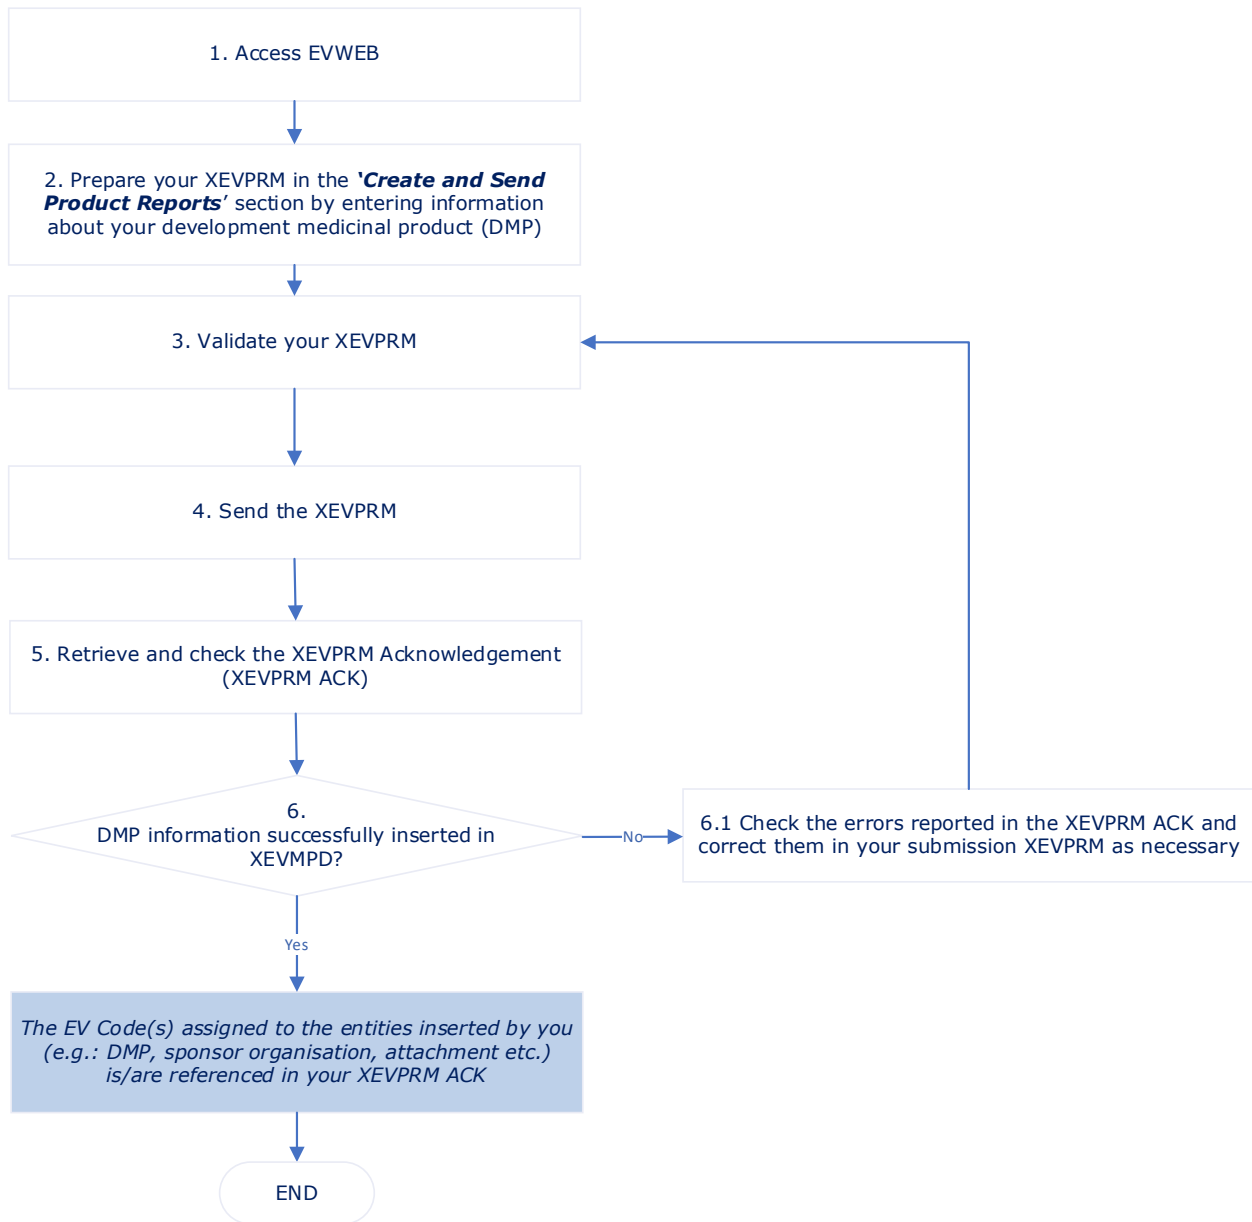 1. Access EVWEB
2. Prepare your XEVPRM in the ‘Create and Send
Product Reports’ section by entering information
about your development medicinal product (DMP)
3. Validate your XEVPRM
4. Send the XEVPRM
5. Retrieve and check the XEVPRM Acknowledgement
(XEVPRM ACK)
6.
DMP information successfully inserted in
XEVMPD?
No
6.1 Check the errors reported in the XEVPRM ACK and
correct them in your submission XEVPRM as necessary
Yes
The EV Code(s) assigned to the entities inserted by you
(e.g.: DMP, sponsor organisation, attachment etc.)
is/are referenced in your XEVPRM ACK
END